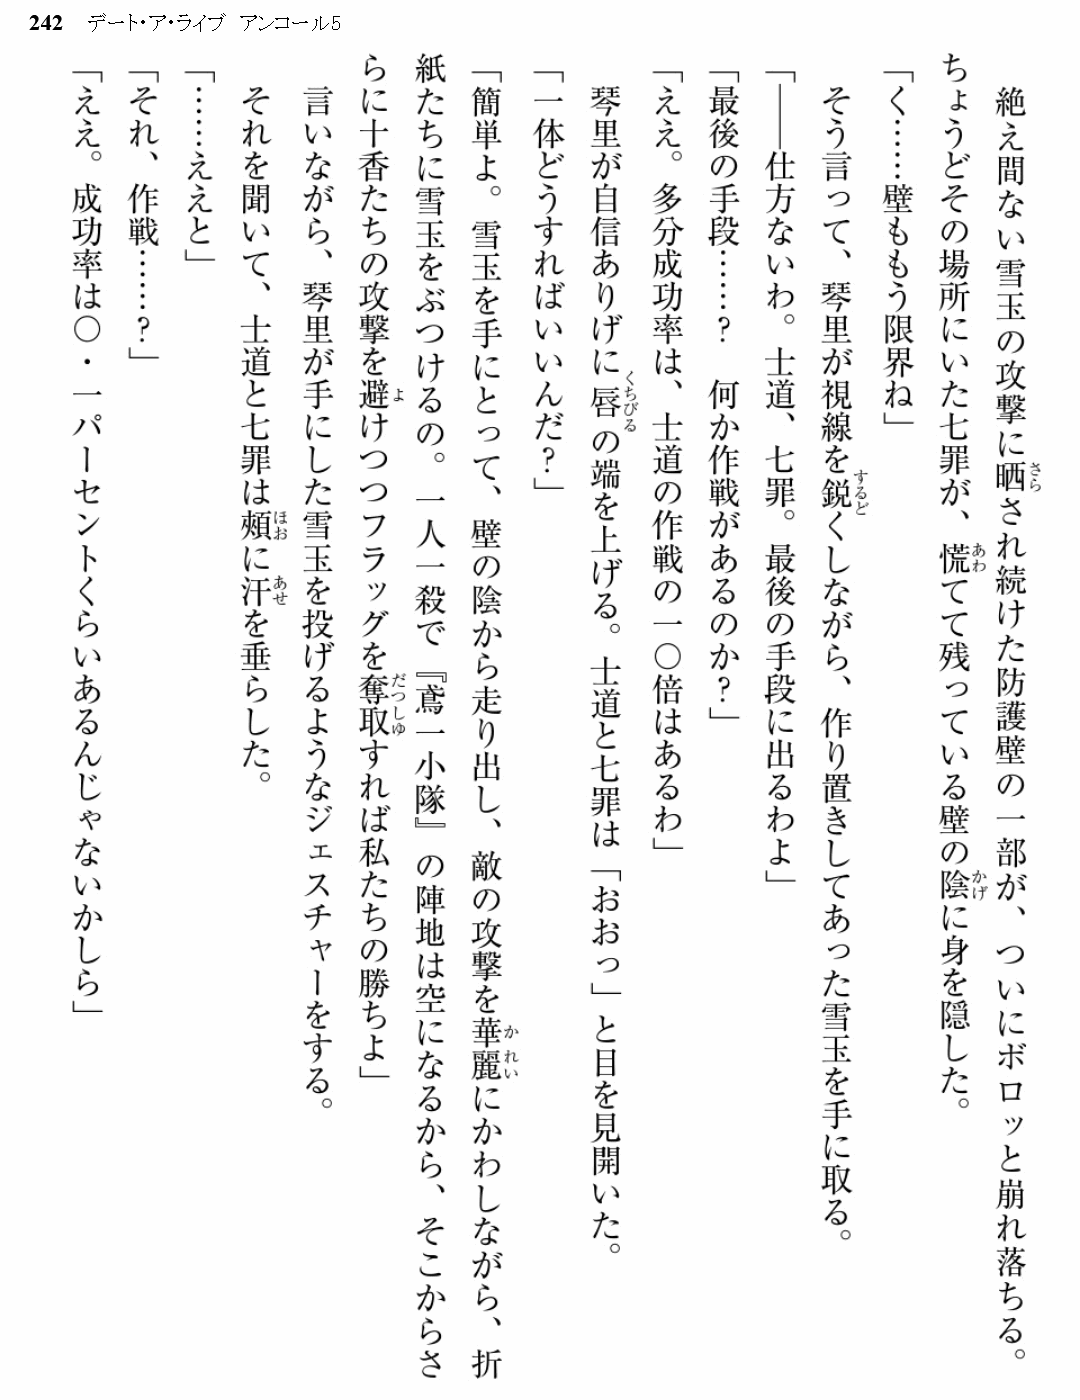 242 デート・ア・ライブ アンコール5
絶え間ない雪玉の攻撃に晒され続けた防護壁の一部が、ついにボロッと崩れ落ちる。
ちょうどその場所にいた七罪が、慌てて残っている壁の陰に身を隠した。
「く……壁ももう限界ね」
そう言って、琴里が視線を鋭くしながら、作り置きしてあった雪玉を手に取る。
「――仕方ないわ。士道、七罪。最後の手段に出るわよ」
「最後の手段……？　何か作戦があるのか？」
「ええ。多分成功率は、士道の作戦の一〇倍はあるわ」
琴里が自信ありげに唇の端を上げる。士道と七罪は「おおっ」と目を見開いた。
「一体どうすればいいんだ？」
「簡単よ。雪玉を手にとって、壁の陰から走り出し、敵の攻撃を華麗にかわしながら、折
紙たちに雪玉をぶつけるの。一人一殺で『鳶一小隊』の陣地は空になるから、そこからさ
らに十香たちの攻撃を避けつつフラッグを奪取すれば私たちの勝ちよ」
言いながら、琴里が手にした雪玉を投げるようなジェスチャーをする。
それを聞いて、士道と七罪は頬に汗を垂らした。
「……ええと」
「それ、作戦……？」
「ええ。成功率は〇・一パーセントくらいあるんじゃないかしら」